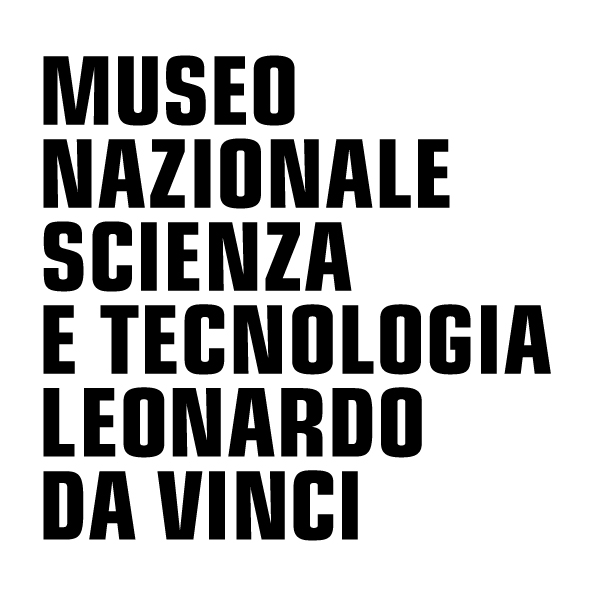 MUSEO
NAZIONALE
SCIENZA
E TECNOLOGIA
LEONARDO
DA VINCI